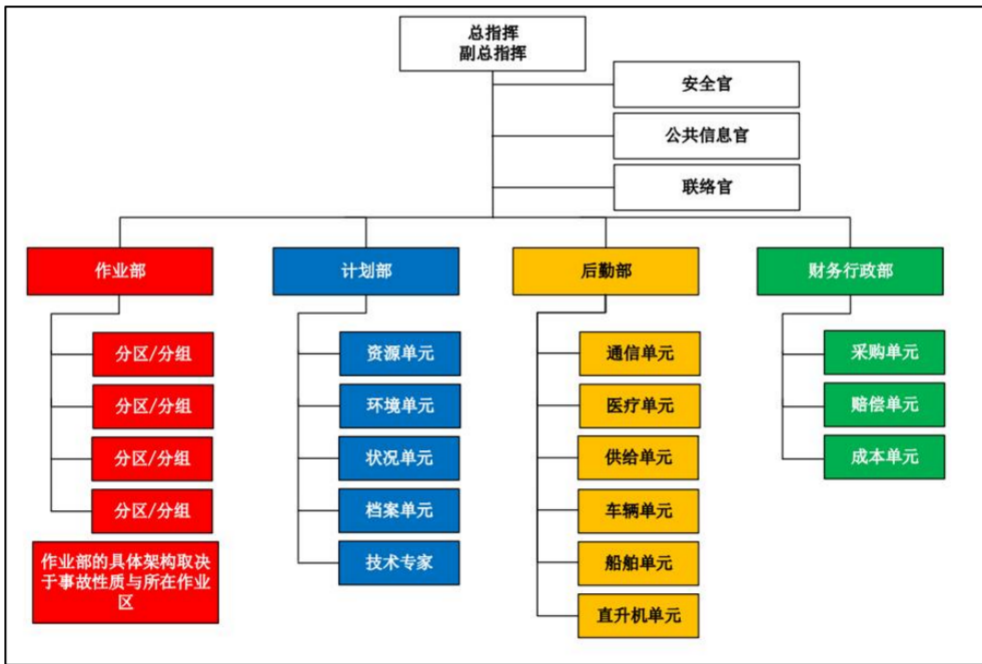 总指挥
副总指挥
安全官
公共信息官
联络官
作业部
计划部
后勤部
财务行政部
分区/分组
分区/分组
分区/分组
分区/分组
作业部的具体架构取决
于事故性质与所在作业
区
资源单元
环境单元
状况单元
档案单元
技术专家
通信单元
医疗单元
供给单元
车辆单元
船舶单元
直升机单元
采购单元
赔偿单元
成本单元